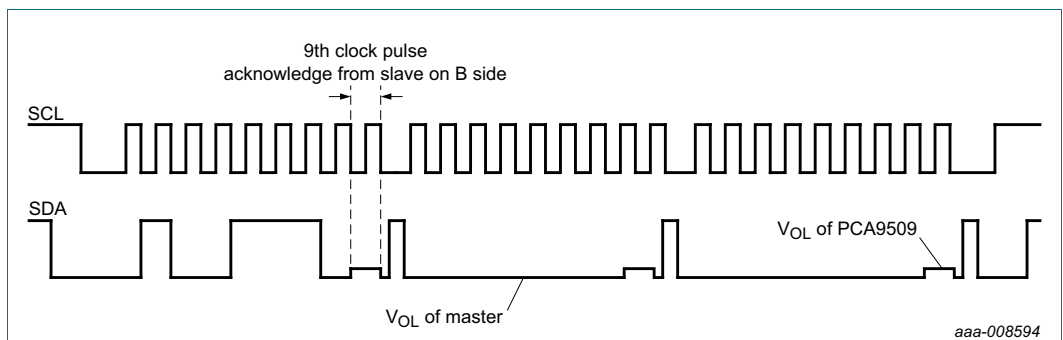 9th clock pulse
acknowledge from slave on B side
SCL
SDA
VOL of PCA9509
VOL of master
aaa-008594